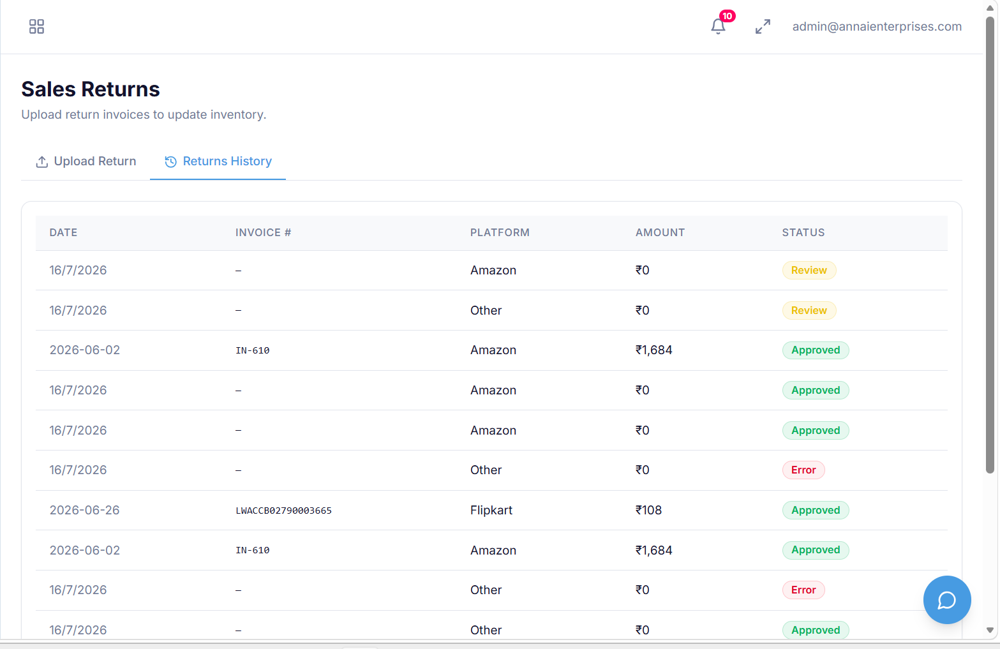 10
admin@annaienterprises.com
Sales Returns
Upload return invoices to update inventory.
Upload Return Returns History
DATE INVOICE # PLATFORM AMOUNT STATUS
16/7/2026 – Amazon ₹0 Review
16/7/2026 – Other ₹0 Review
2026-06-02 IN-610 Amazon ₹1,684 Approved
16/7/2026 – Amazon ₹0 Approved
16/7/2026 – Amazon ₹0 Approved
16/7/2026 – Other ₹0 Error
2026-06-26 LWACCB02790003665 Flipkart ₹108 Approved
2026-06-02 IN-610 Amazon ₹1,684 Approved
16/7/2026 – Other ₹0 Error
16/7/2026 – Other ₹0 Approved